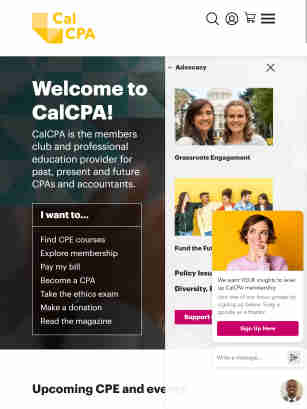 Cal
CPA
Welcome to
CalCPA!
CalCPA is the members
club and professional
education provider for
past, present and future
CPAs and accountants.
I want to...
Find CPE courses
Explore membership
Pay my bill
Become a CPA
Take the ethics exam
Make a donation
Read the magazine
Upcoming CPE and eve
Advocacy
Grassroots Engagement
Fund the Fu
Policy Issu
Diversity,
Support
We want YOUR insights to level
up CalCPA membership
Sign Up Here
Write a message...